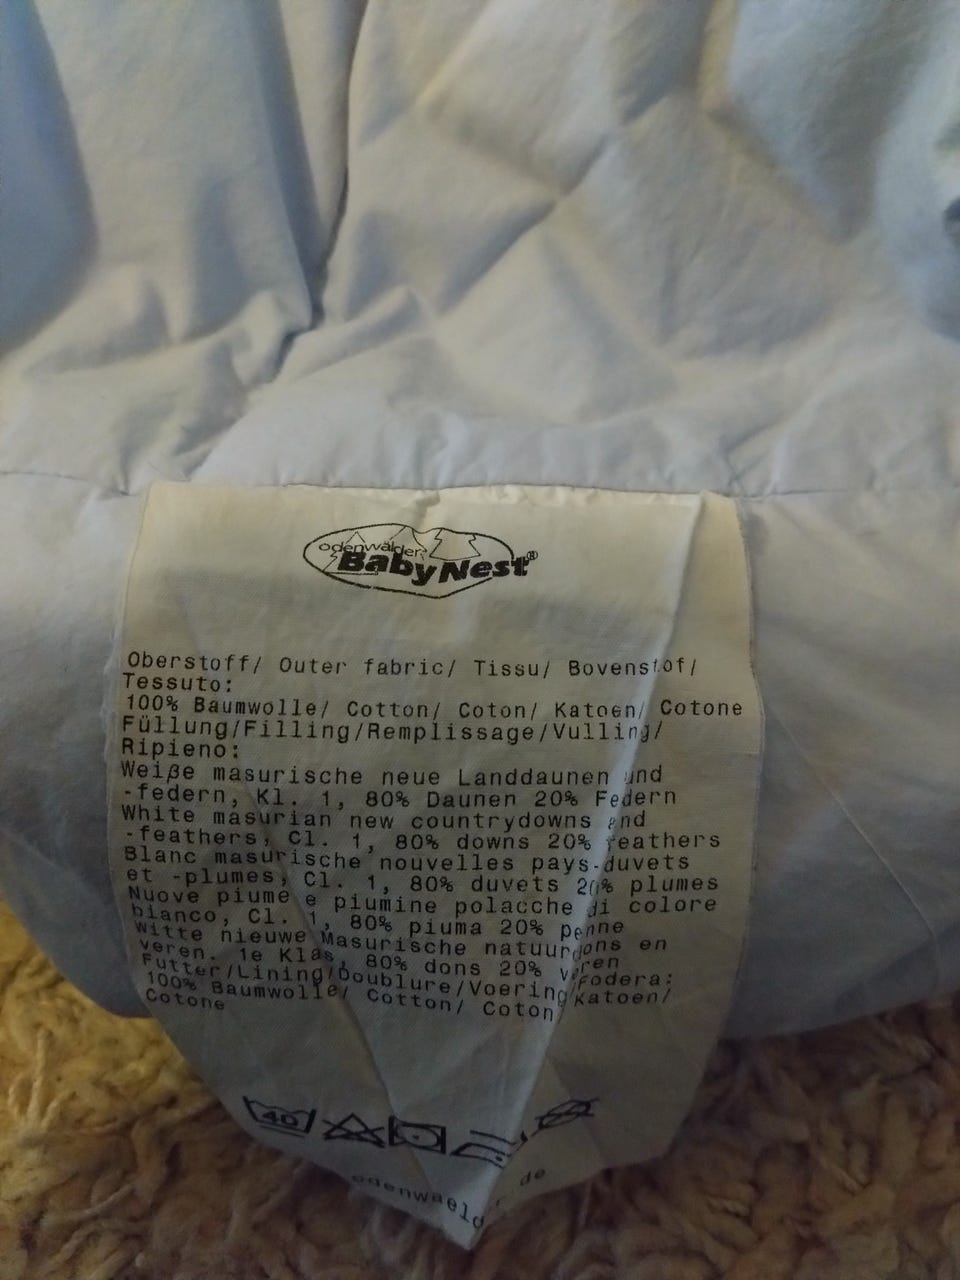 odenwälder
BabyNest®
Oberstoff/ Outer fabric/ Tissu/ Bovenstof/
Tessuto:
100% Baumwolle/ Cotton/ Coton/ Katoen/ Cotone
Füllung/Filling/Remplissage/Vulling/
Ripieno:
Weiße masurische neue Landdaunen und
-federn, Kl. 1, 80% Daunen 20% Federn
White masurian new countrydowns and
-feathers, Cl. 1, 80% downs 20% feathers
Blanc masurische nouvelles pays-duvets
et -plumes, Cl. 1, 80% duvets 20% plumes
Nuove piume e piumine polacche di colore
bianco, Cl. 1, 80% piuma 20% penne
Witte nieuwe Masurische natuurdons en
veren. 1e Klas, 80% dons 20% veren
Futter/Lining/Doublure/Voering/Fodera:
100% Baumwolle/ Cotton/ Coton/ Katoen/
Cotone
40